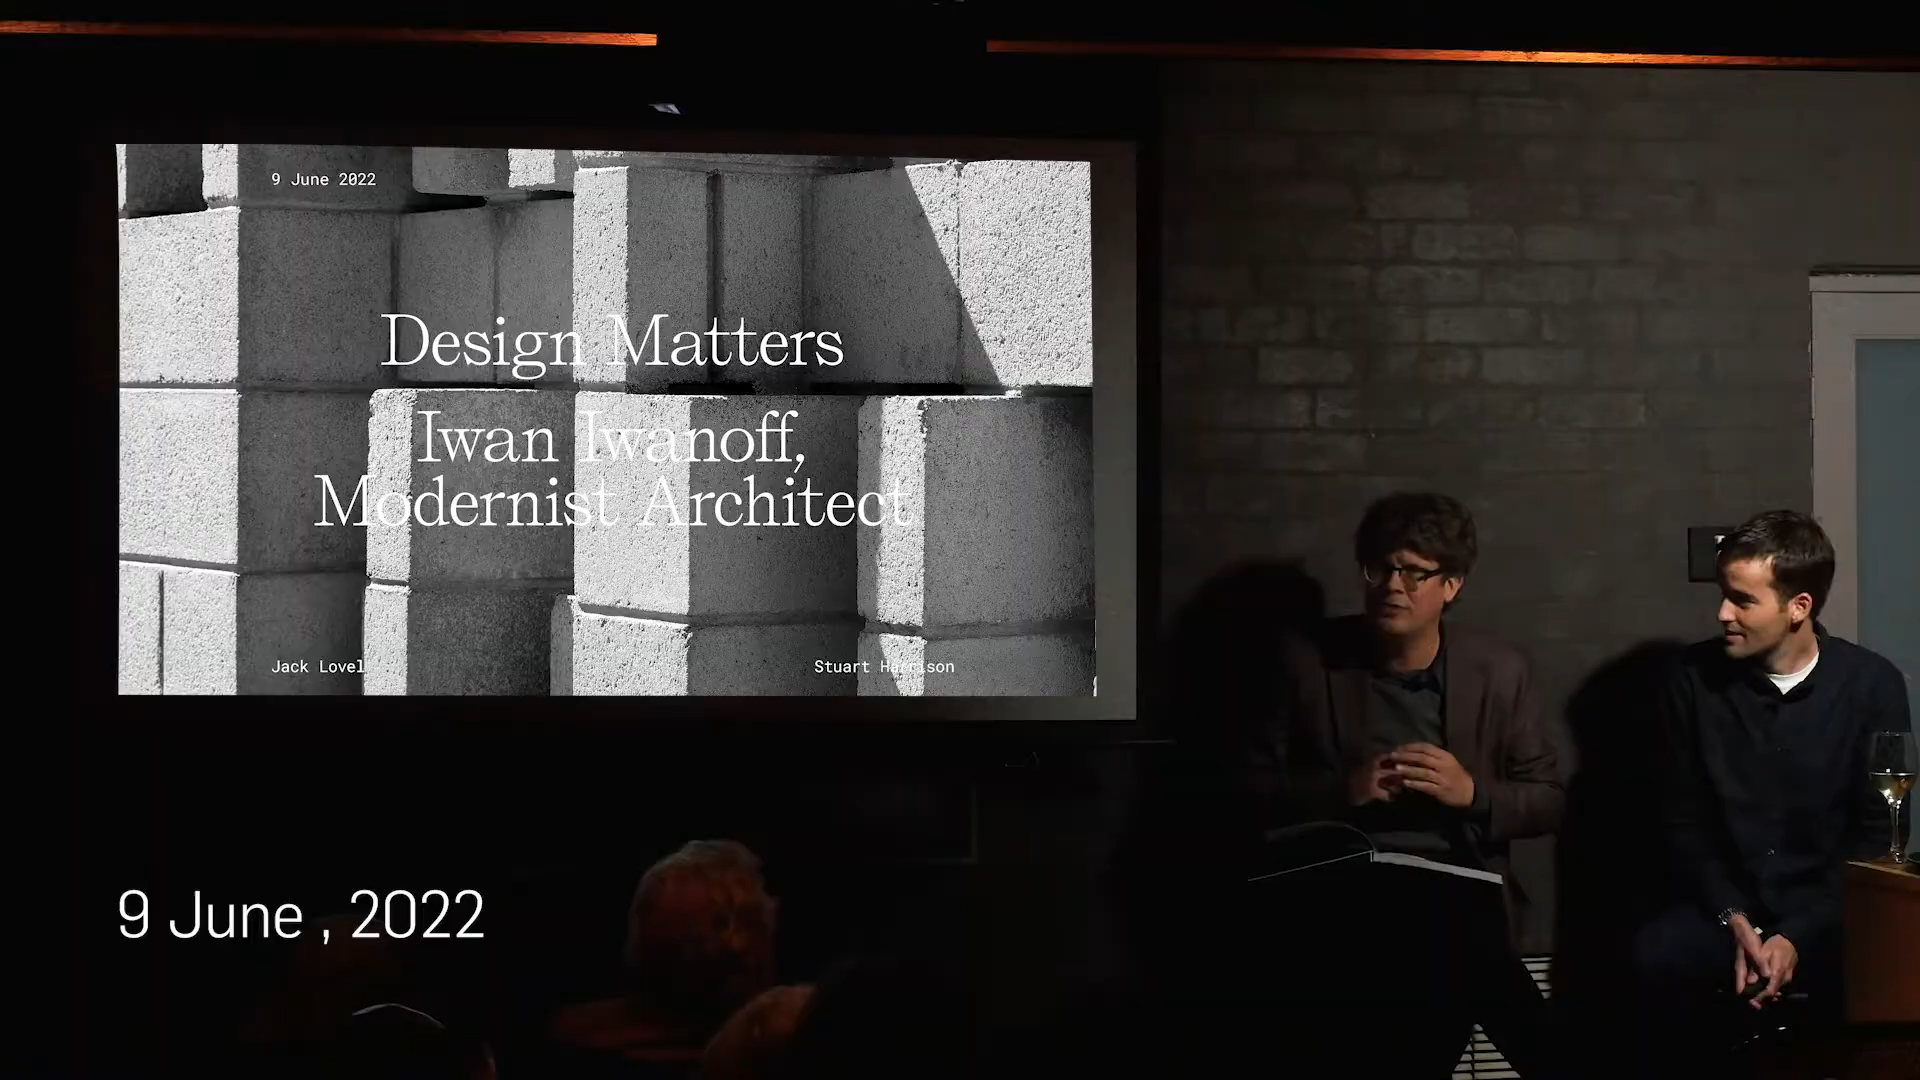 9 June 2022
Design Matters
Iwan Iwanoff,
Modernist Architect
Jack Lovel
Stuart Harrison
9 June , 2022